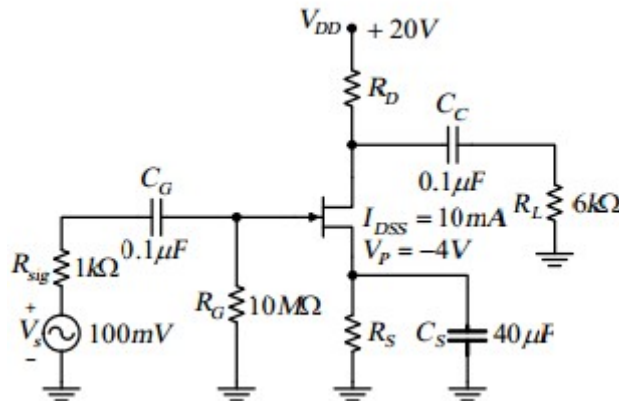 V_DD + 20V
R_D
C_C
0.1μF
C_G
0.1μF
I_DSS = 10mA
V_P = −4V
R_L 6kΩ
R_sig 1kΩ
R_G 10MΩ
R_S
C_S 40μF
+
V_s 100mV
−